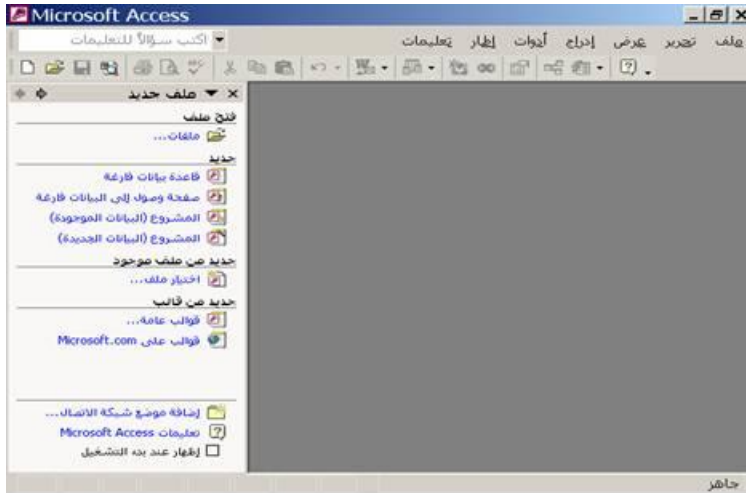 Microsoft Access
ملف تحرير عرض إدراج أدوات إطار تعليمات
اكتب سؤالاً للتعليمات
ملف جديد
فتح ملف
ملفات...
جديد
قاعدة بيانات فارغة
صفحة وصول إلى البيانات فارغة
المشروع (البيانات الموجودة)
المشروع (البيانات الجديدة)
جديد من ملف موجود
اختيار ملف...
جديد من قالب
قوالب عامة...
قوالب على Microsoft.com
إضافة موضع شبكة الاتصال...
تعليمات Microsoft Access
إظهار عند بدء التشغيل
جاهز